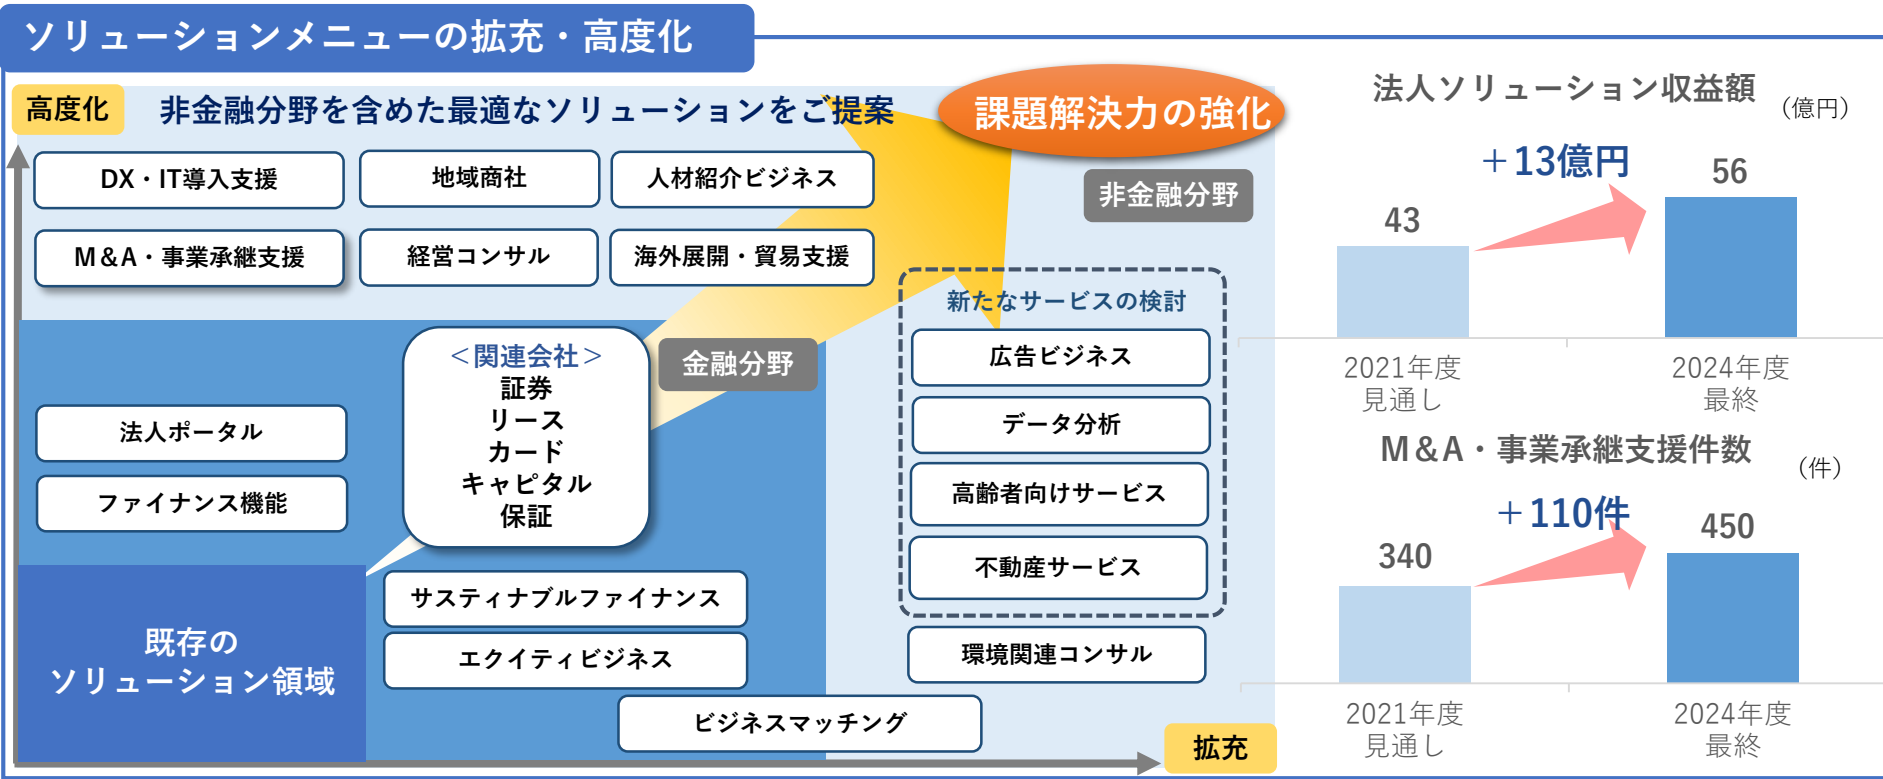 ソリューションメニューの拡充・高度化
高度化
非金融分野を含めた最適なソリューションをご提案
課題解決力の強化
DX・IT導入支援
地域商社
人材紹介ビジネス
非金融分野
M&A・事業承継支援
経営コンサル
海外展開・貿易支援
新たなサービスの検討
広告ビジネス
データ分析
高齢者向けサービス
不動産サービス
環境関連コンサル
金融分野
＜関連会社＞
証券
リース
カード
キャピタル
保証
法人ポータル
ファイナンス機能
既存の
ソリューション領域
サスティナブルファイナンス
エクイティビジネス
ビジネスマッチング
拡充
法人ソリューション収益額
（億円）
＋13億円
43
56
2021年度
見通し
2024年度
最終
M&A・事業承継支援件数
（件）
＋110件
340
450
2021年度
見通し
2024年度
最終